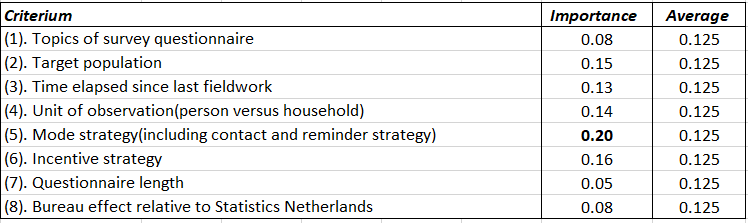 Criterium Importance Average
(1). Topics of survey questionnaire 0.08 0.125
(2). Target population 0.15 0.125
(3). Time elapsed since last fieldwork 0.13 0.125
(4). Unit of observation(person versus household) 0.14 0.125
(5). Mode strategy(including contact and reminder strategy) 0.20 0.125
(6). Incentive strategy 0.16 0.125
(7). Questionnaire length 0.05 0.125
(8). Bureau effect relative to Statistics Netherlands 0.08 0.125